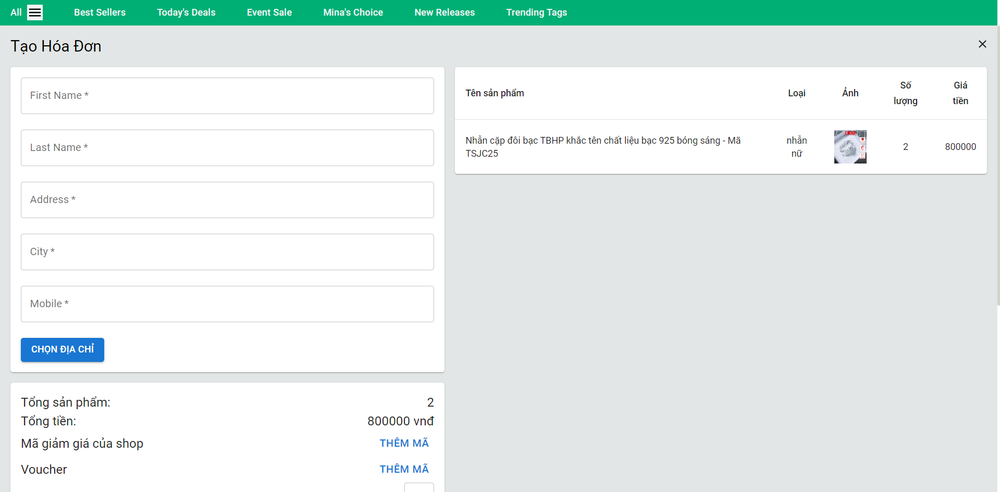 All
Best Sellers
Today's Deals
Event Sale
Mina's Choice
New Releases
Trending Tags
Tạo Hóa Đơn
First Name *
Last Name *
Address *
City *
Mobile *
CHỌN ĐỊA CHỈ
Tổng sản phẩm: 2
Tổng tiền: 800000 vnđ
Mã giảm giá của shop THÊM MÃ
Voucher THÊM MÃ
Tên sản phẩm
Loại
Ảnh
Số
lượng
Giá
tiền
Nhẫn cặp đôi bạc TBHP khắc tên chất liệu bạc 925 bóng sáng - Mã
TSJC25
nhẫn
nữ
2
800000